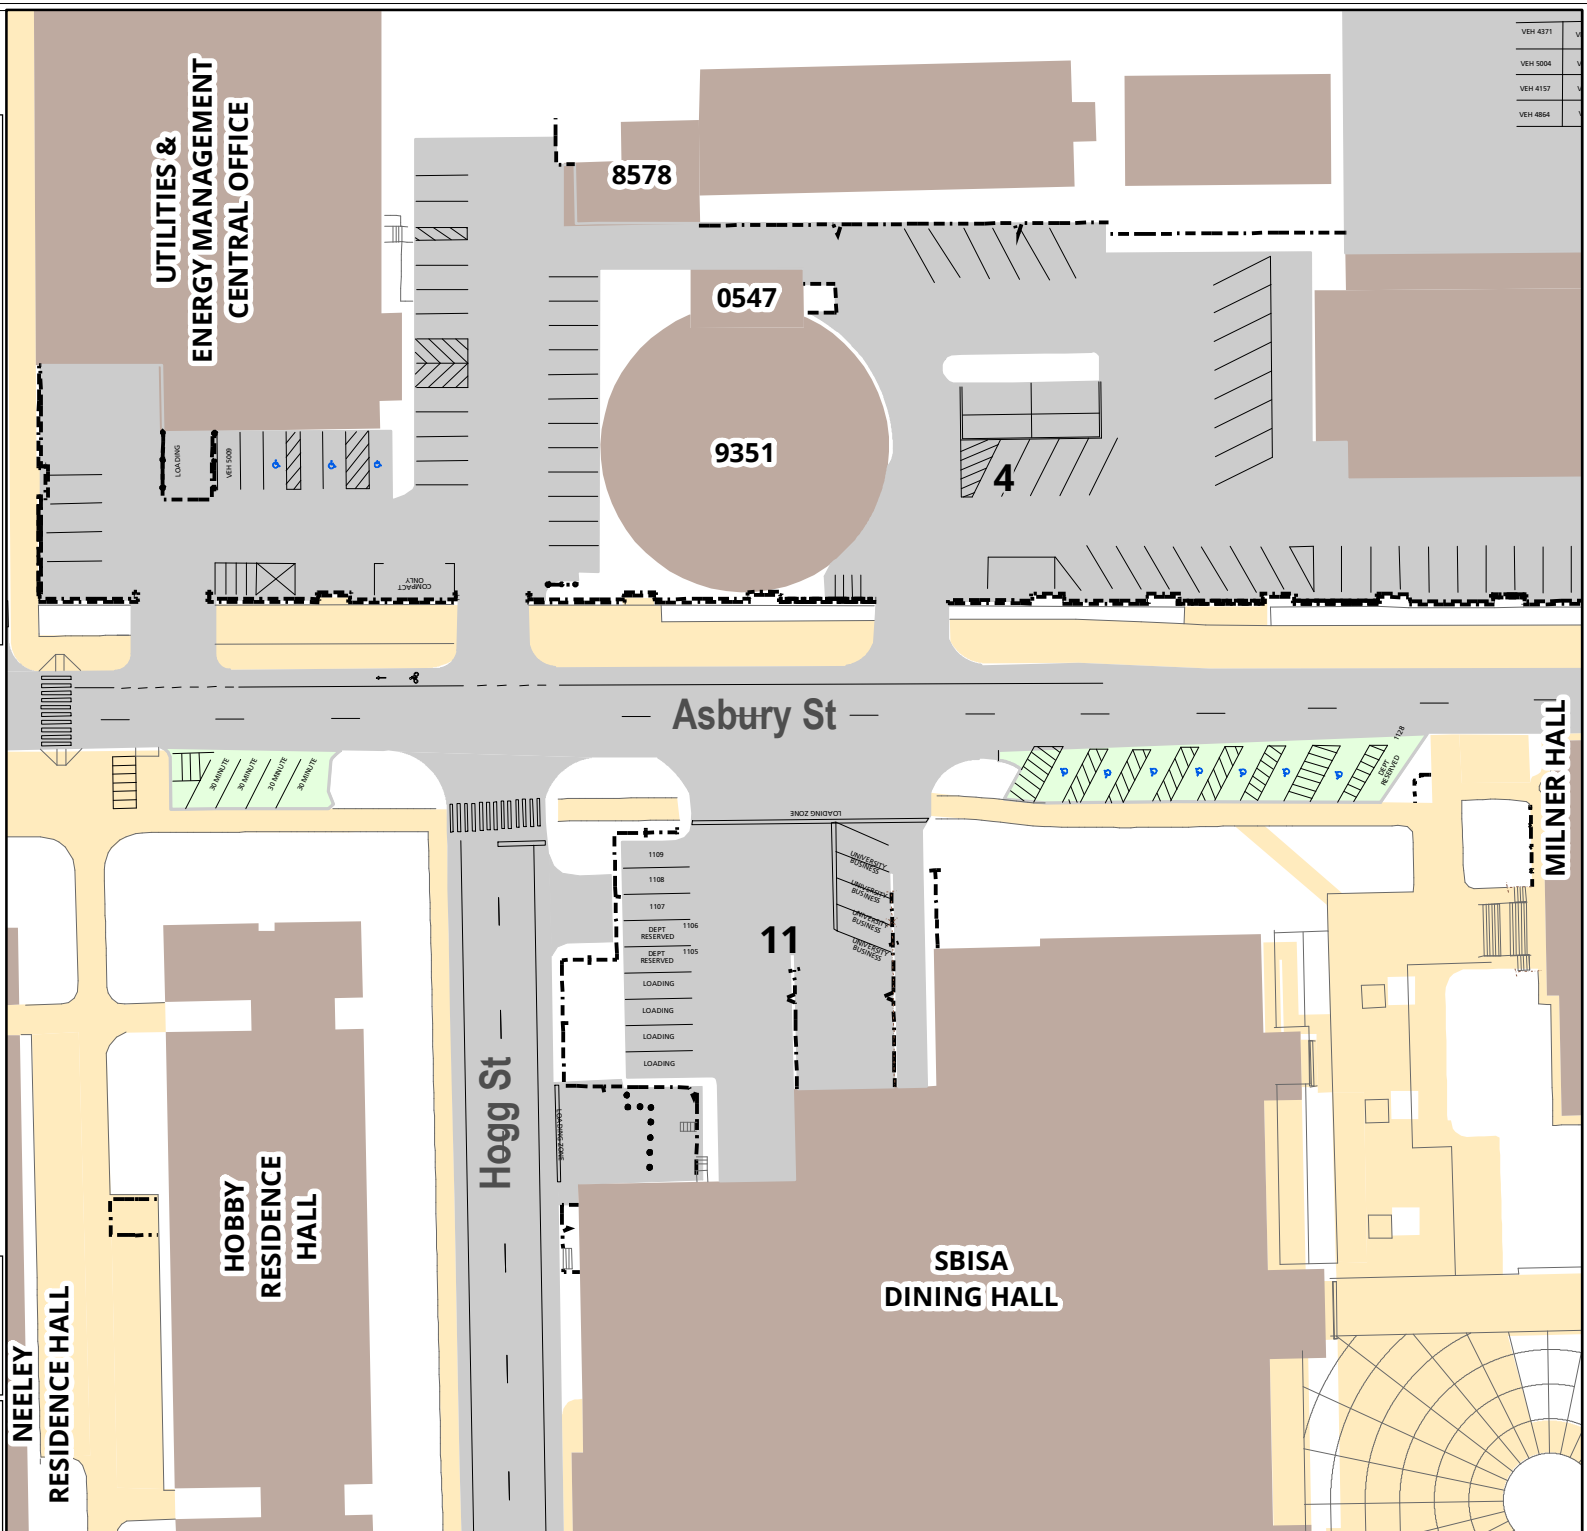 VEH 4371
VEH 5004
VEH 4157
VEH 4864
UTILITIES &
ENERGY MANAGEMENT
CENTRAL OFFICE
8578
0547
9351
4
LOADING
VEH 5009
COMPACT
ONLY
Asbury St
30 MINUTE
30 MINUTE
30 MINUTE
30 MINUTE
1128
DEPT
RESERVED
MILNER HALL
LOADING ZONE
1109
1108
1107
DEPT
RESERVED
1106
DEPT
RESERVED
1105
LOADING
LOADING
LOADING
LOADING
UNIVERSITY
BUSINESS
UNIVERSITY
BUSINESS
UNIVERSITY
BUSINESS
UNIVERSITY
BUSINESS
11
Hogg St
LOADING ZONE
HOBBY
RESIDENCE
HALL
NEELEY
RESIDENCE HALL
SBISA
DINING HALL